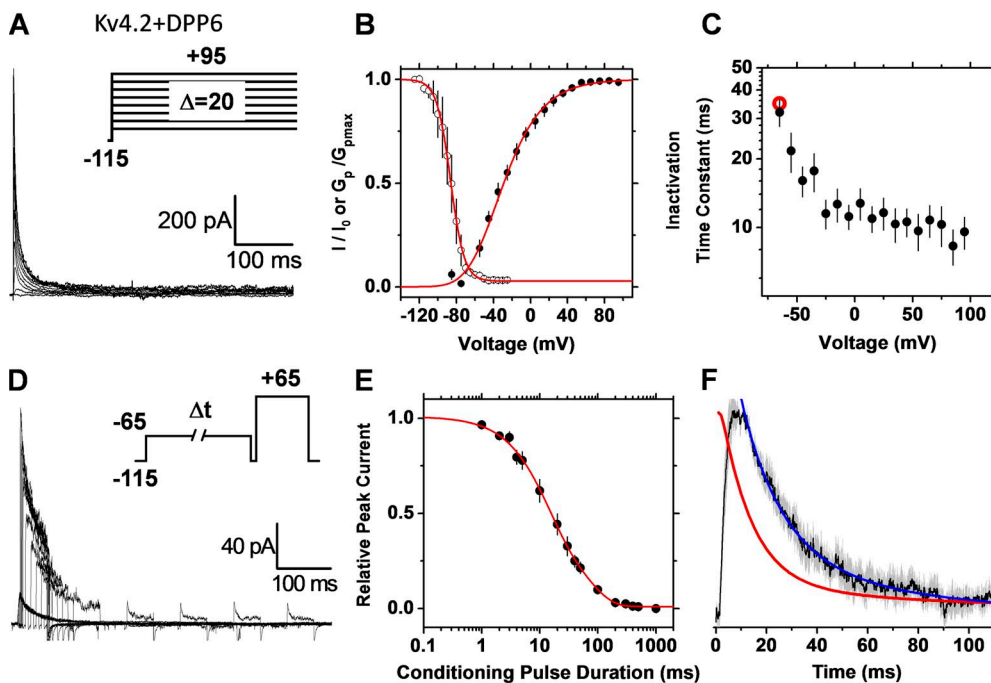 A
Kv4.2+DPP6
+95
Δ=20
-115
200 pA
100 ms
B
I / I0 or Gp /Gpmax
1.0
0.5
0.0
-120 -80 -40 0 40 80
Voltage (mV)
C
Inactivation
Time Constant (ms)
50
40
30
20
10
-50 0 50 100
Voltage (mV)
D
+65
-65
Δt
-115
40 pA
100 ms
E
Relative Peak Current
1.0
0.5
0.0
0.1 1 10 100 1000
Conditioning Pulse Duration (ms)
F
0 20 40 60 80 100
Time (ms)